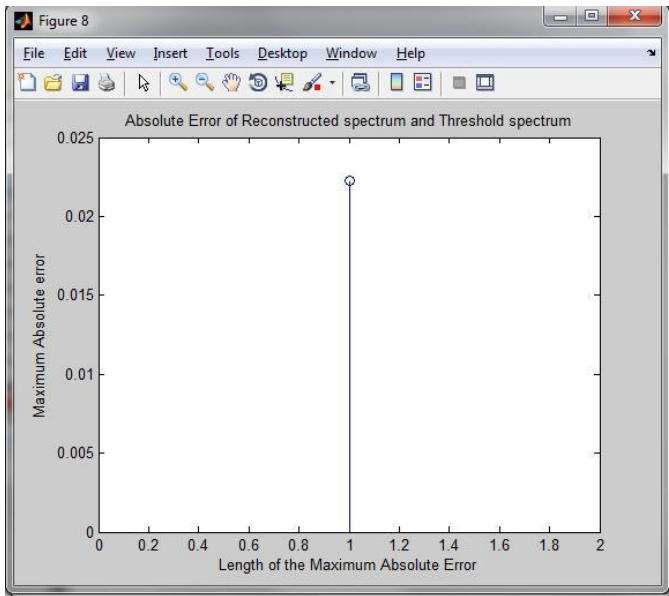 Figure 8
File Edit View Insert Tools Desktop Window Help
Absolute Error of Reconstructed spectrum and Threshold spectrum
0.025
0.02
0.015
0.01
0.005
0
Maximum Absolute error
0 0.2 0.4 0.6 0.8 1 1.2 1.4 1.6 1.8 2
Length of the Maximum Absolute Error